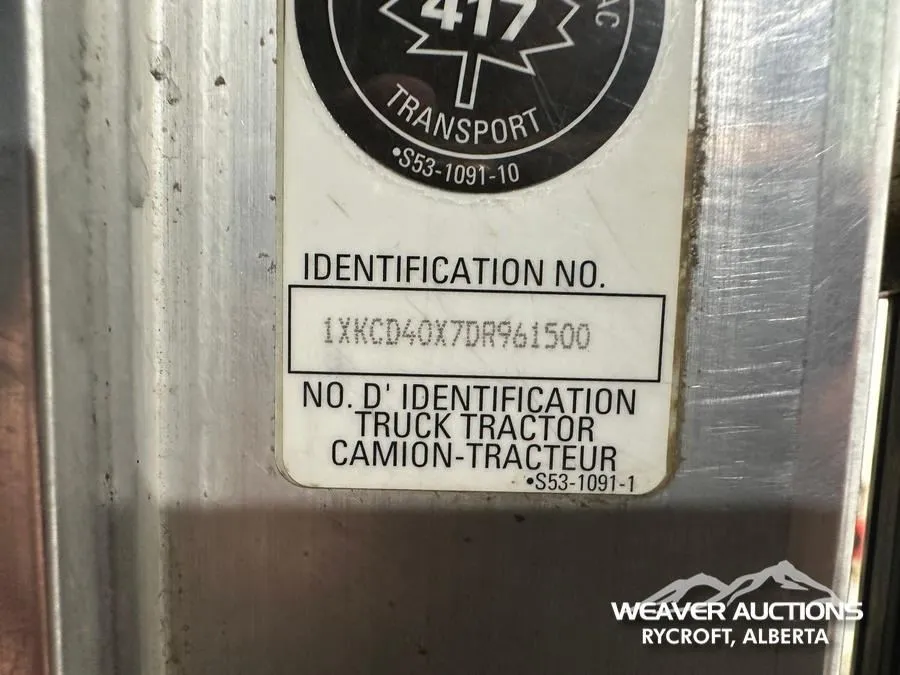 417
AC
TRANSPORT
•S53-1091-10
IDENTIFICATION NO.
1XKCD40X7DR961500
NO. D' IDENTIFICATION
TRUCK TRACTOR
CAMION-TRACTEUR
•S53-1091-1
WEAVER AUCTIONS
RYCROFT, ALBERTA